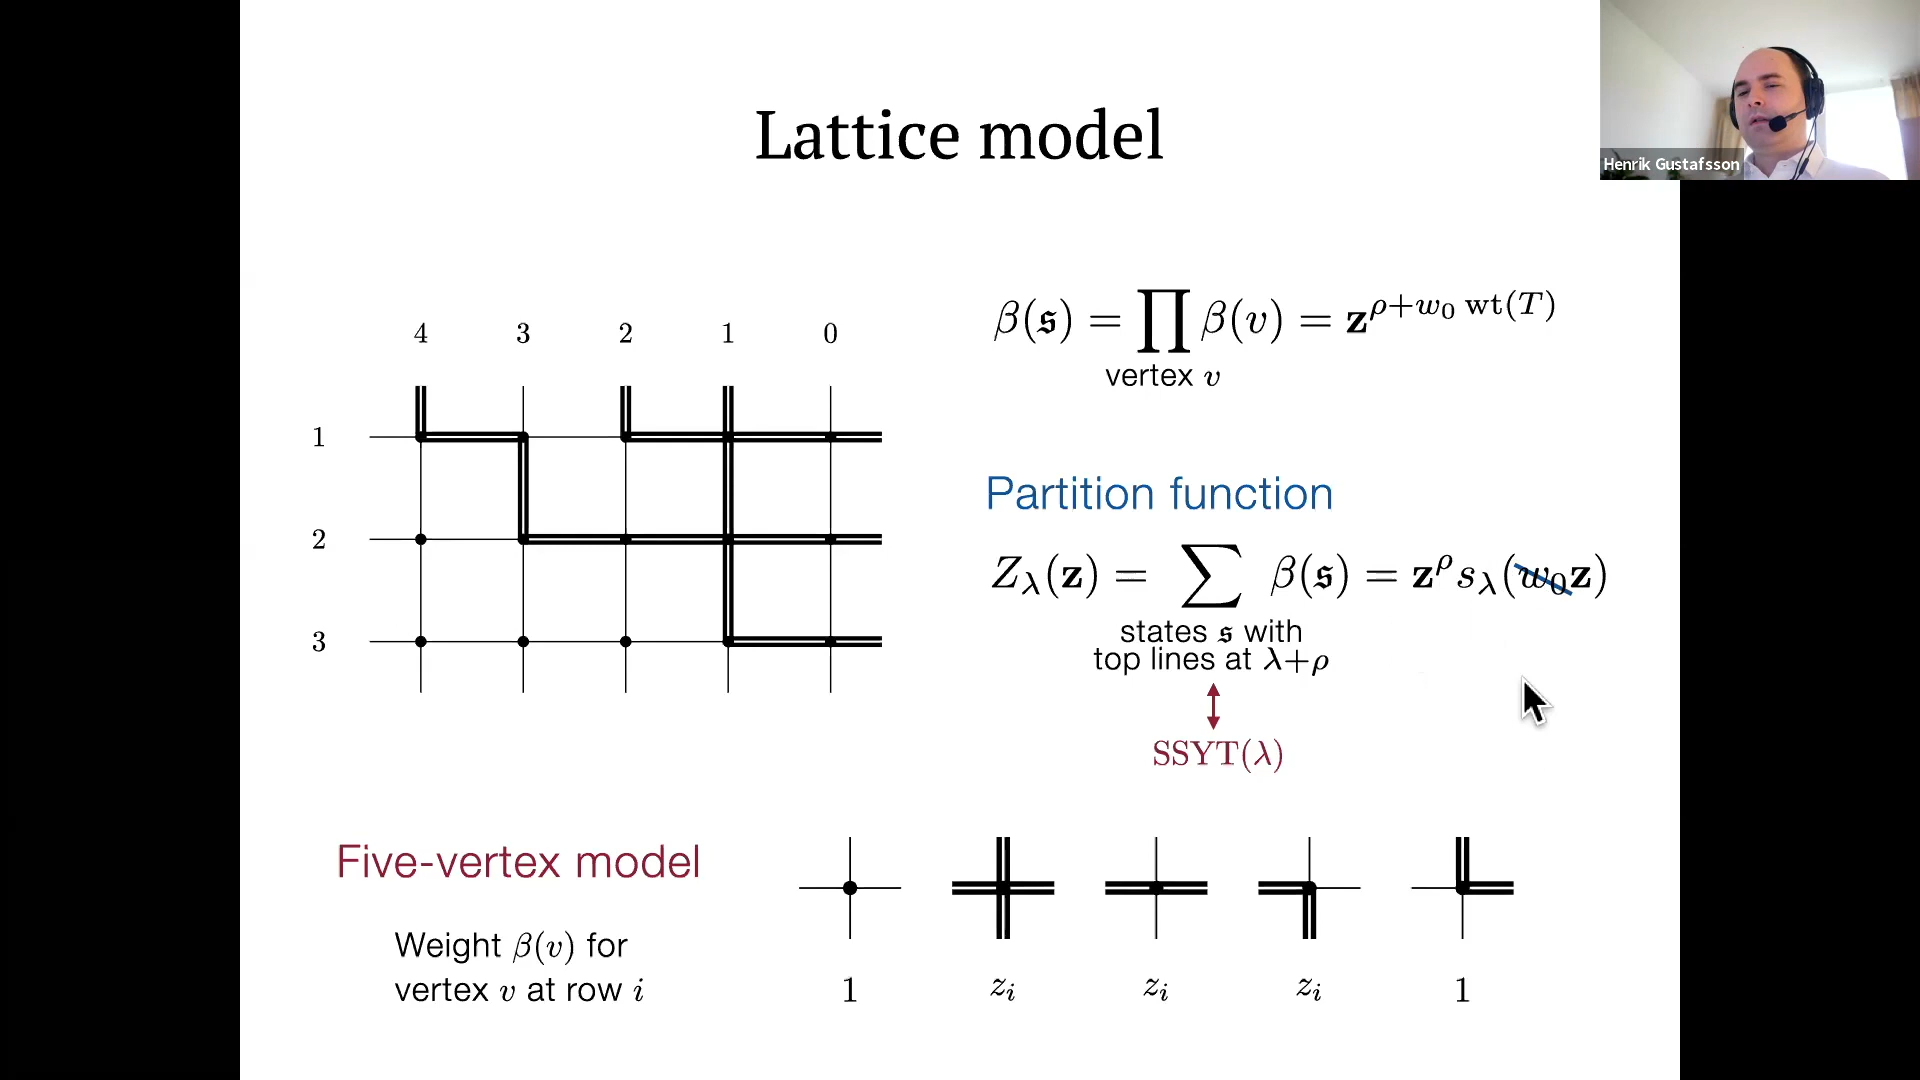 Lattice model
Henrik Gustafsson
β(𝔰) = ∏ β(v) = z^{ρ+w₀ wt(T)}
vertex v
4 3 2 1 0
1
2
3
Partition function
Z_λ(z) = ∑ β(𝔰) = z^ρ s_λ(w₀z)
states 𝔰 with
top lines at λ+ρ
SSYT(λ)
Five-vertex model
Weight β(v) for
vertex v at row i
1 z_i z_i z_i 1